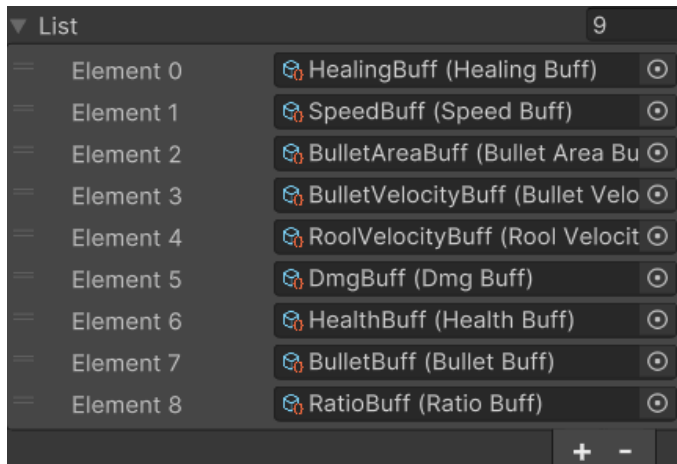 List 9
Element 0 HealingBuff (Healing Buff)
Element 1 SpeedBuff (Speed Buff)
Element 2 BulletAreaBuff (Bullet Area Bu
Element 3 BulletVelocityBuff (Bullet Velo
Element 4 RoolVelocityBuff (Rool Velocit
Element 5 DmgBuff (Dmg Buff)
Element 6 HealthBuff (Health Buff)
Element 7 BulletBuff (Bullet Buff)
Element 8 RatioBuff (Ratio Buff)
+ -